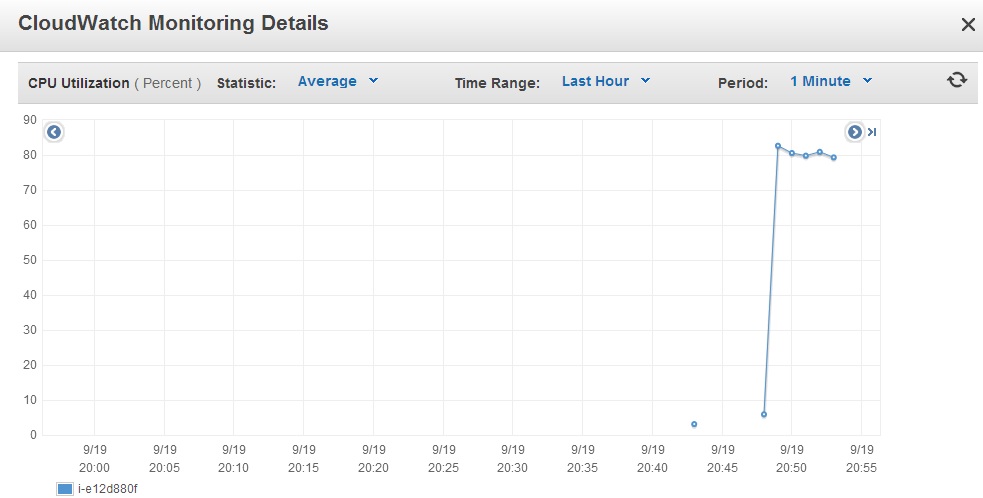 CloudWatch Monitoring Details
CPU Utilization ( Percent ) Statistic: Average Time Range: Last Hour Period: 1 Minute
90
80
70
60
50
40
30
20
10
0
9/19 9/19 9/19 9/19 9/19 9/19 9/19 9/19 9/19 9/19 9/19 9/19
20:00 20:05 20:10 20:15 20:20 20:25 20:30 20:35 20:40 20:45 20:50 20:55
i-e12d880f